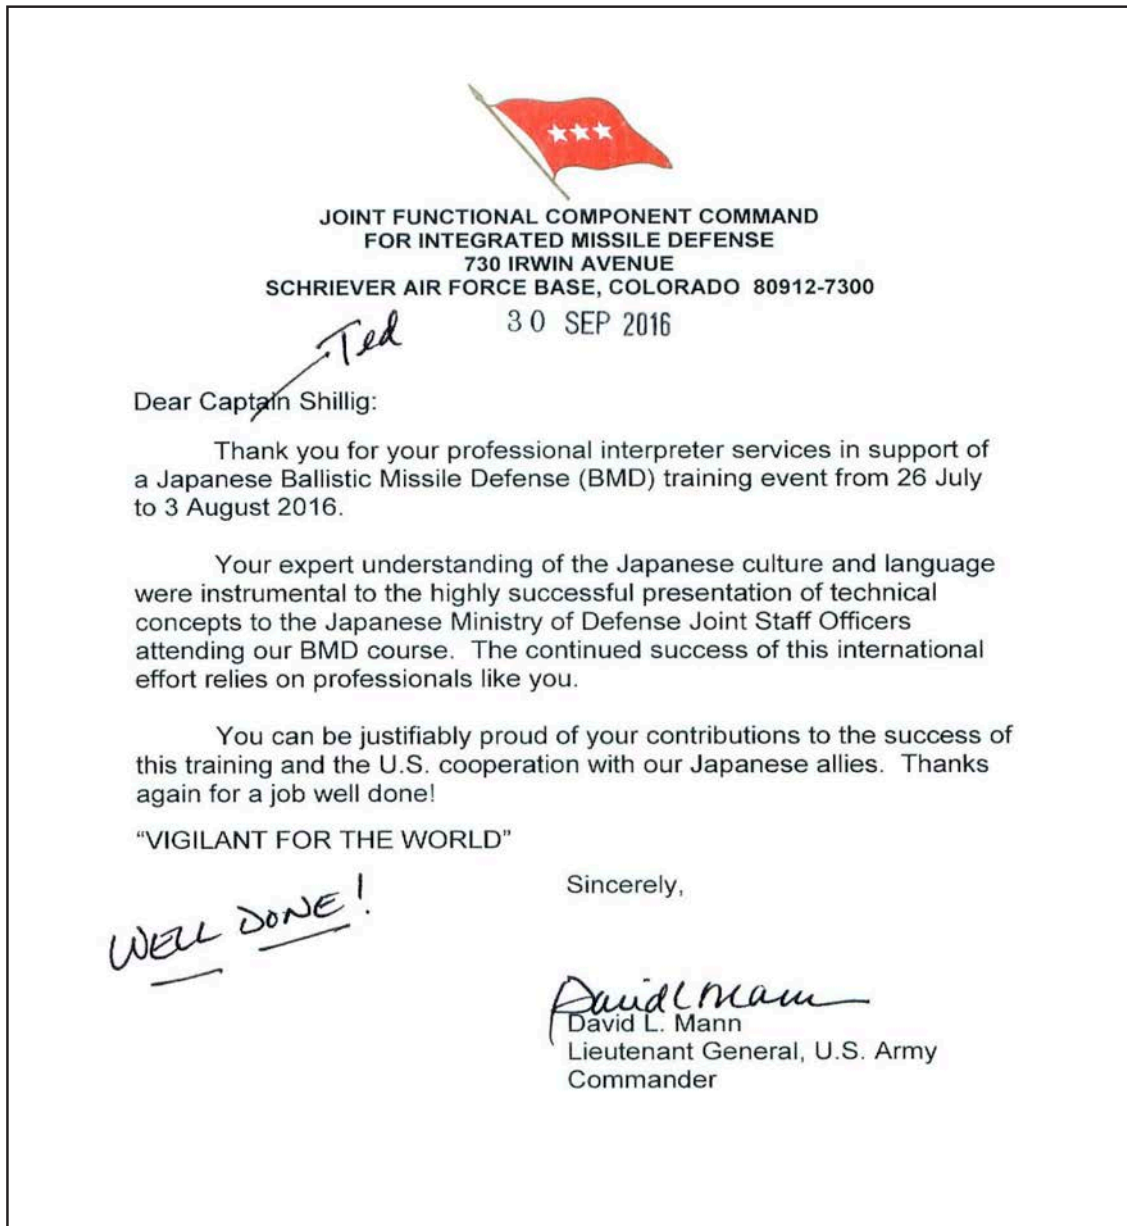 JOINT FUNCTIONAL COMPONENT COMMAND
FOR INTEGRATED MISSILE DEFENSE
730 IRWIN AVENUE
SCHRIEVER AIR FORCE BASE, COLORADO 80912-7300
30 SEP 2016
Ted
Dear Captain Shillig:
Thank you for your professional interpreter services in support of
a Japanese Ballistic Missile Defense (BMD) training event from 26 July
to 3 August 2016.
Your expert understanding of the Japanese culture and language
were instrumental to the highly successful presentation of technical
concepts to the Japanese Ministry of Defense Joint Staff Officers
attending our BMD course. The continued success of this international
effort relies on professionals like you.
You can be justifiably proud of your contributions to the success of
this training and the U.S. cooperation with our Japanese allies. Thanks
again for a job well done!
“VIGILANT FOR THE WORLD”
Sincerely,
WELL DONE!
David L Mann
David L. Mann
Lieutenant General, U.S. Army
Commander